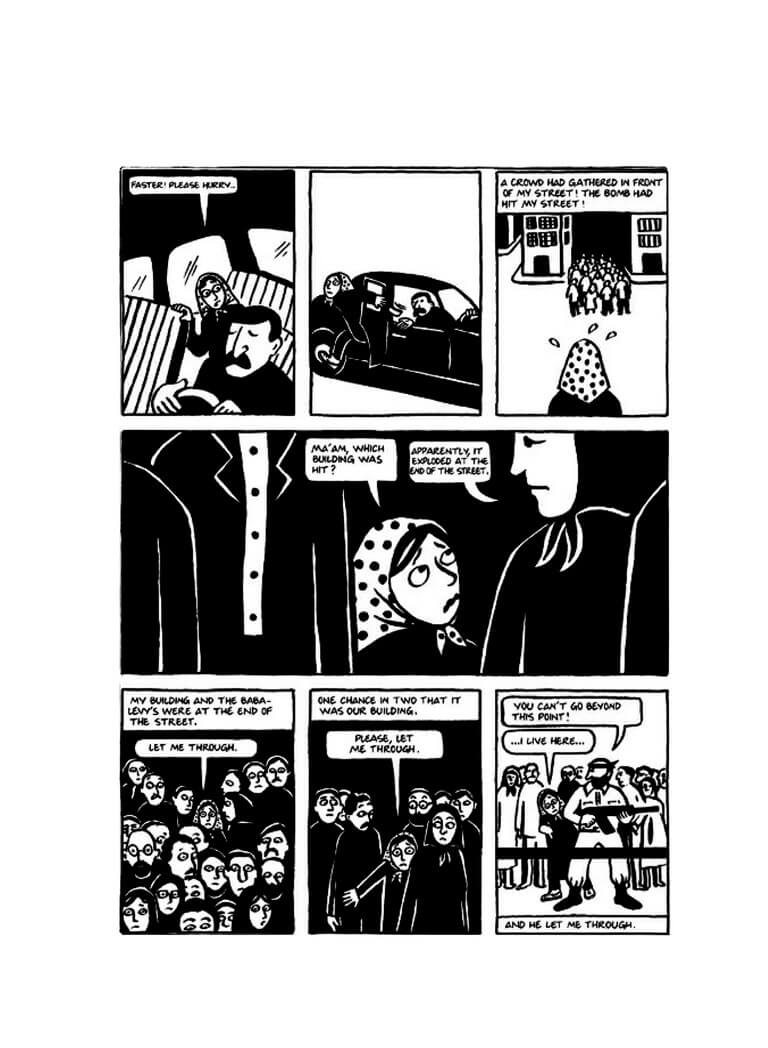 FASTER! PLEASE HURRY..
A CROWD HAD GATHERED IN FRONT
OF MY STREET! THE BOMB HAD
HIT MY STREET!
MA'AM, WHICH
BUILDING WAS
HIT?
APPARENTLY, IT
EXPLODED AT THE
END OF THE STREET.
MY BUILDING AND THE BABA-
LEVY'S WERE AT THE END OF
THE STREET.
LET ME THROUGH.
ONE CHANCE IN TWO THAT IT
WAS OUR BUILDING.
PLEASE, LET
ME THROUGH.
YOU CAN'T GO BEYOND
THIS POINT!
...I LIVE HERE...
AND HE LET ME THROUGH.